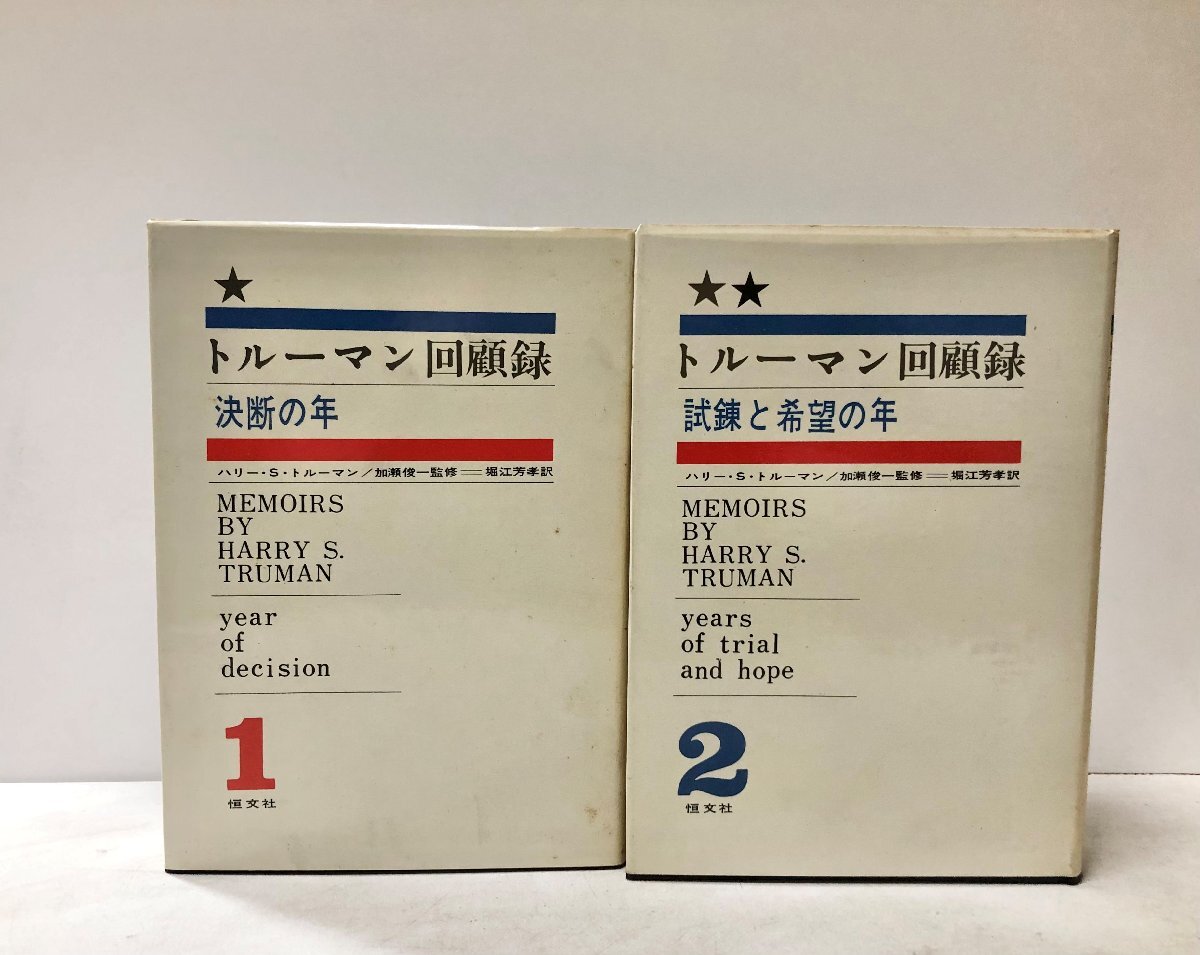 ★
トルーマン回顧録
決断の年
ハリー・S・トルーマン/加瀬俊一監修＝堀江芳孝訳
MEMOIRS
BY
HARRY S.
TRUMAN
year
of
decision
1
恒文社
★★
トルーマン回顧録
試錬と希望の年
ハリー・S・トルーマン/加瀬俊一監修＝堀江芳孝訳
MEMOIRS
BY
HARRY S.
TRUMAN
years
of trial
and hope
2
恒文社